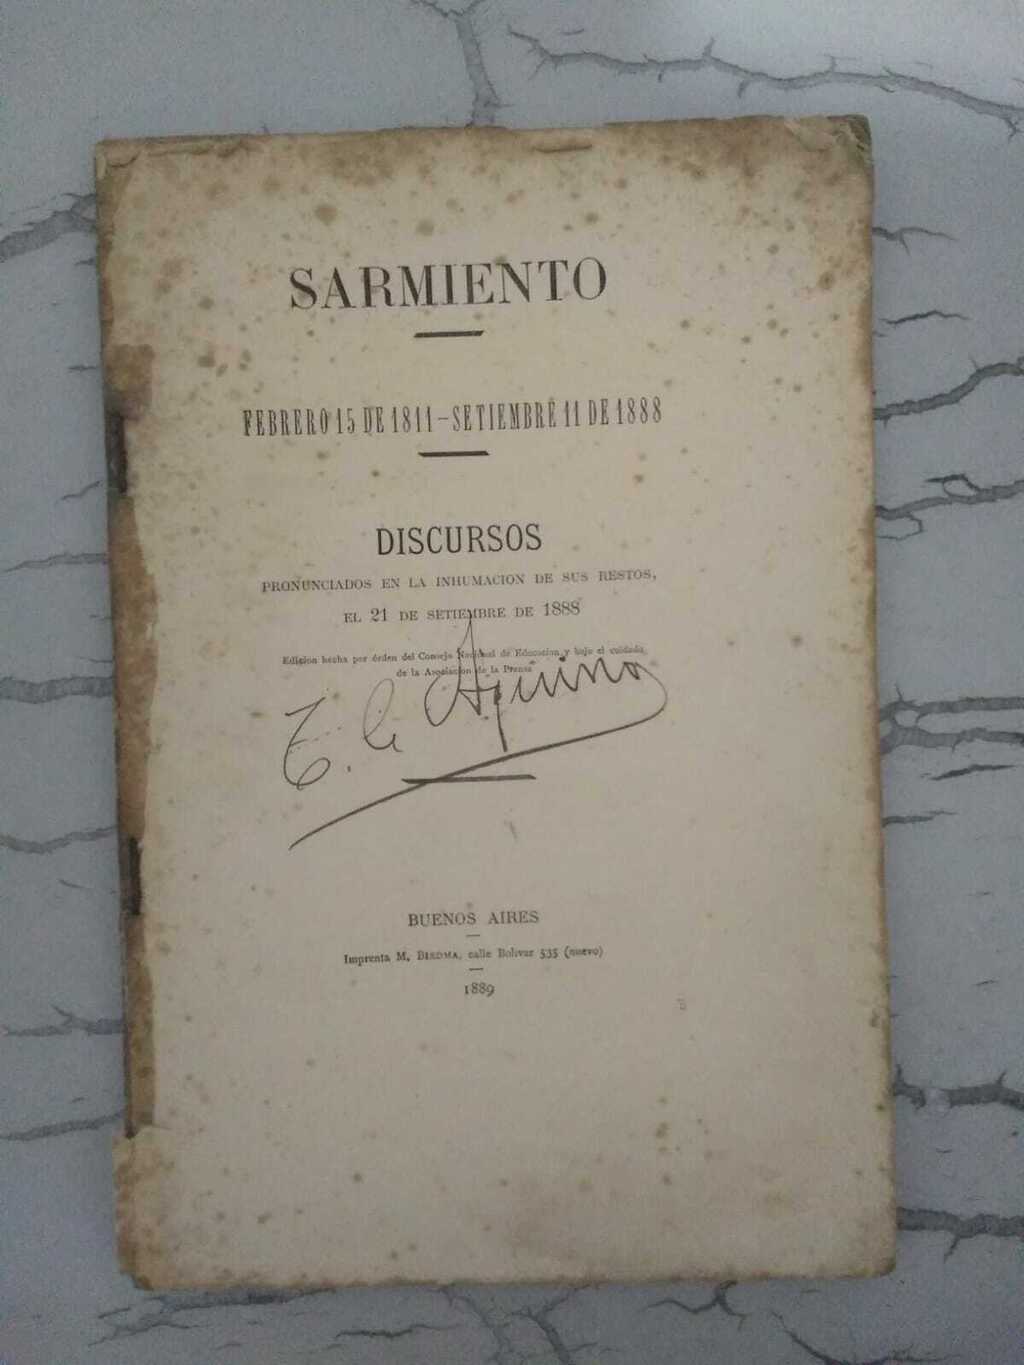 SARMIENTO
FEBRERO 15 DE 1811–SETIEMBRE 11 DE 1888
DISCURSOS
PRONUNCIADOS EN LA INHUMACION DE SUS RESTOS,
EL 21 DE SETIEMBRE DE 1888
Edicion hecha por órden del Consejo Nacional de Educacion y bajo el cuidado
de la Asociacion de la Prensa
Aquino
BUENOS AIRES
Imprenta M. BIEDMA, calle Bolivar 535 (nuevo)
1889